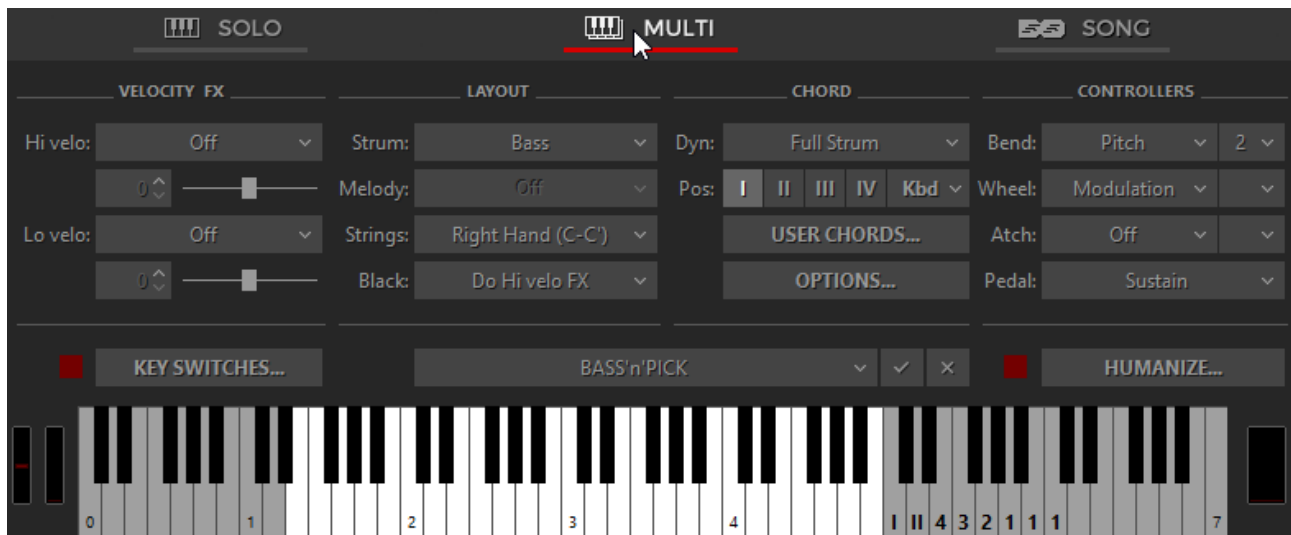 SOLO MULTI SONG
VELOCITY FX LAYOUT CHORD CONTROLLERS
Hi velo: Off Strum: Bass Dyn: Full Strum Bend: Pitch 2
0 Melody: Off Pos: I II III IV Kbd Wheel: Modulation
Lo velo: Off Strings: Right Hand (C-C') USER CHORDS... Atch: Off
0 Black: Do Hi velo FX OPTIONS... Pedal: Sustain
KEY SWITCHES... BASS'n'PICK HUMANIZE...
0 1 2 3 4 I II 4 3 2 1 1 1 7